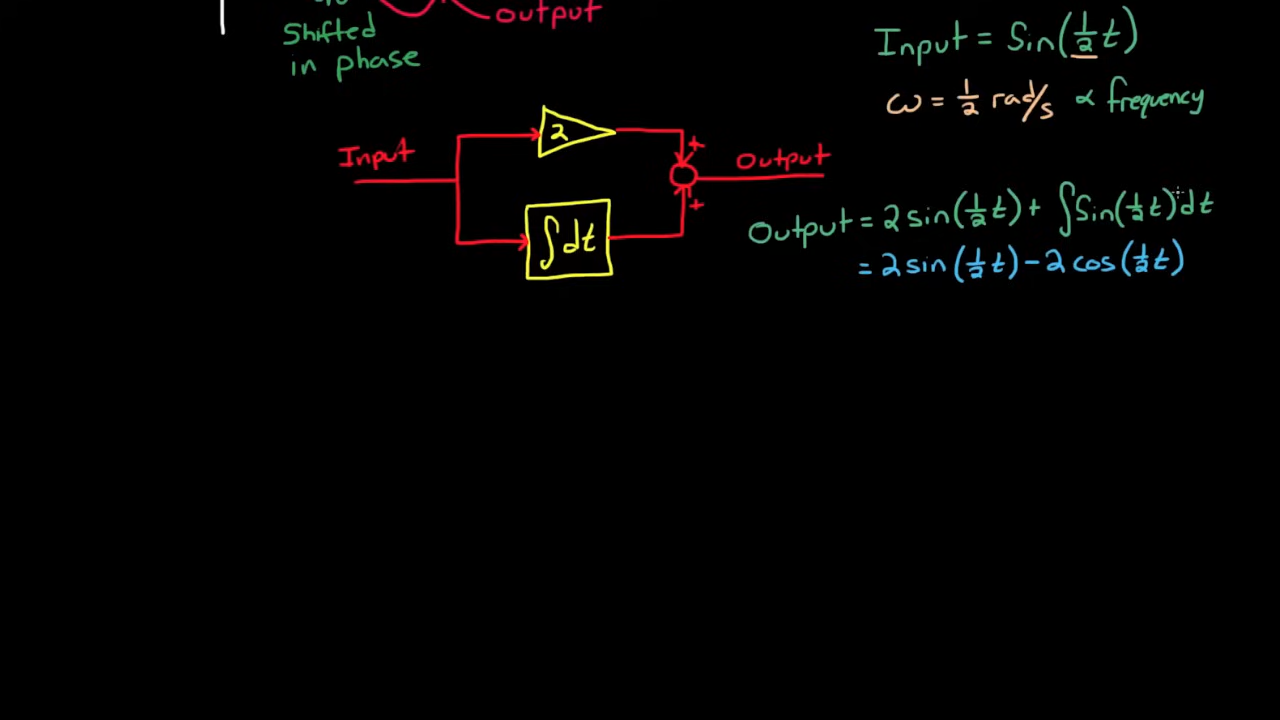 output
Shifted
in phase
Input = Sin(½t)
ω = ½ rad/s ∝ frequency
2
Input
+
Output
∫dt
+
Output = 2sin(½t) + ∫Sin(½t)dt
= 2sin(½t) - 2cos(½t)